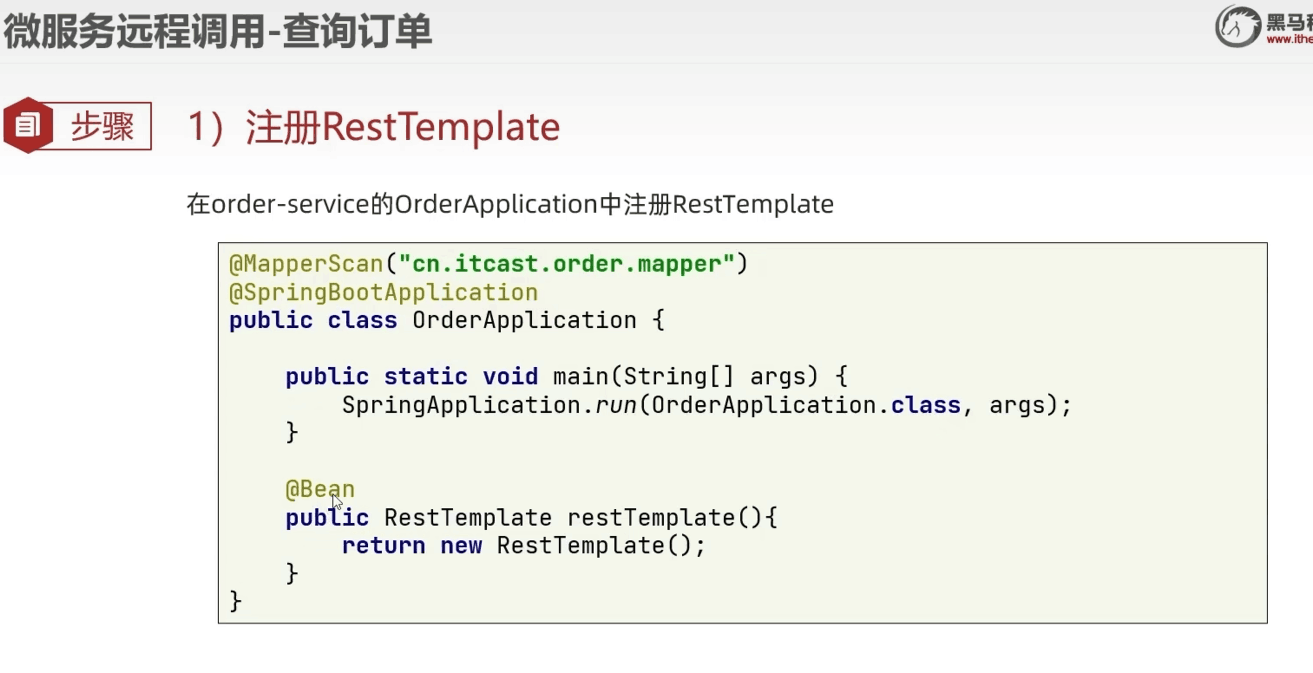 微服务远程调用-查询订单
黑马
www.ithe
步骤
1）注册RestTemplate
在order-service的OrderApplication中注册RestTemplate
@MapperScan("cn.itcast.order.mapper")
@SpringBootApplication
public class OrderApplication {
    public static void main(String[] args) {
        SpringApplication.run(OrderApplication.class, args);
    }
    @Bean
    public RestTemplate restTemplate(){
        return new RestTemplate();
    }
}